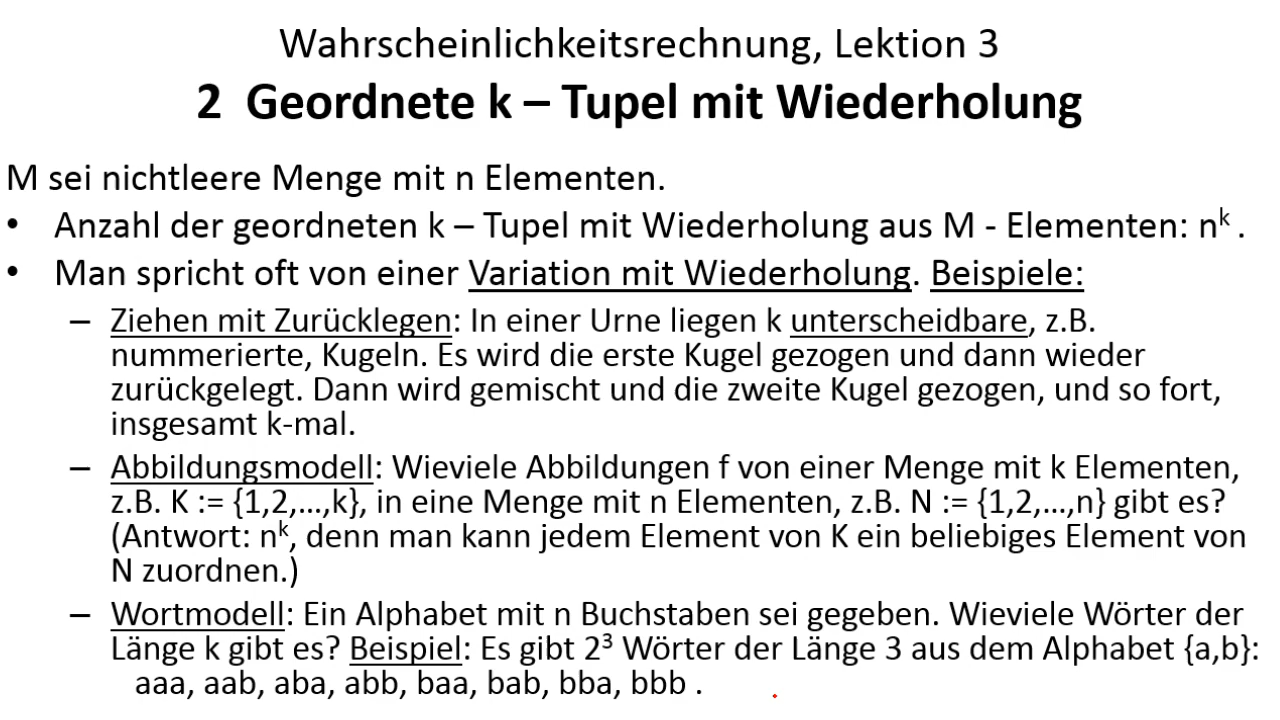 Wahrscheinlichkeitsrechnung, Lektion 3
2 Geordnete k – Tupel mit Wiederholung
M sei nichtleere Menge mit n Elementen.
• Anzahl der geordneten k – Tupel mit Wiederholung aus M - Elementen: nᵏ .
• Man spricht oft von einer Variation mit Wiederholung. Beispiele:
– Ziehen mit Zurücklegen: In einer Urne liegen k unterscheidbare, z.B.
nummerierte, Kugeln. Es wird die erste Kugel gezogen und dann wieder
zurückgelegt. Dann wird gemischt und die zweite Kugel gezogen, und so fort,
insgesamt k-mal.
– Abbildungsmodell: Wieviele Abbildungen f von einer Menge mit k Elementen,
z.B. K := {1,2,…,k}, in eine Menge mit n Elementen, z.B. N := {1,2,…,n} gibt es?
(Antwort: nᵏ, denn man kann jedem Element von K ein beliebiges Element von
N zuordnen.)
– Wortmodell: Ein Alphabet mit n Buchstaben sei gegeben. Wieviele Wörter der
Länge k gibt es? Beispiel: Es gibt 2³ Wörter der Länge 3 aus dem Alphabet {a,b}:
aaa, aab, aba, abb, baa, bab, bba, bbb .